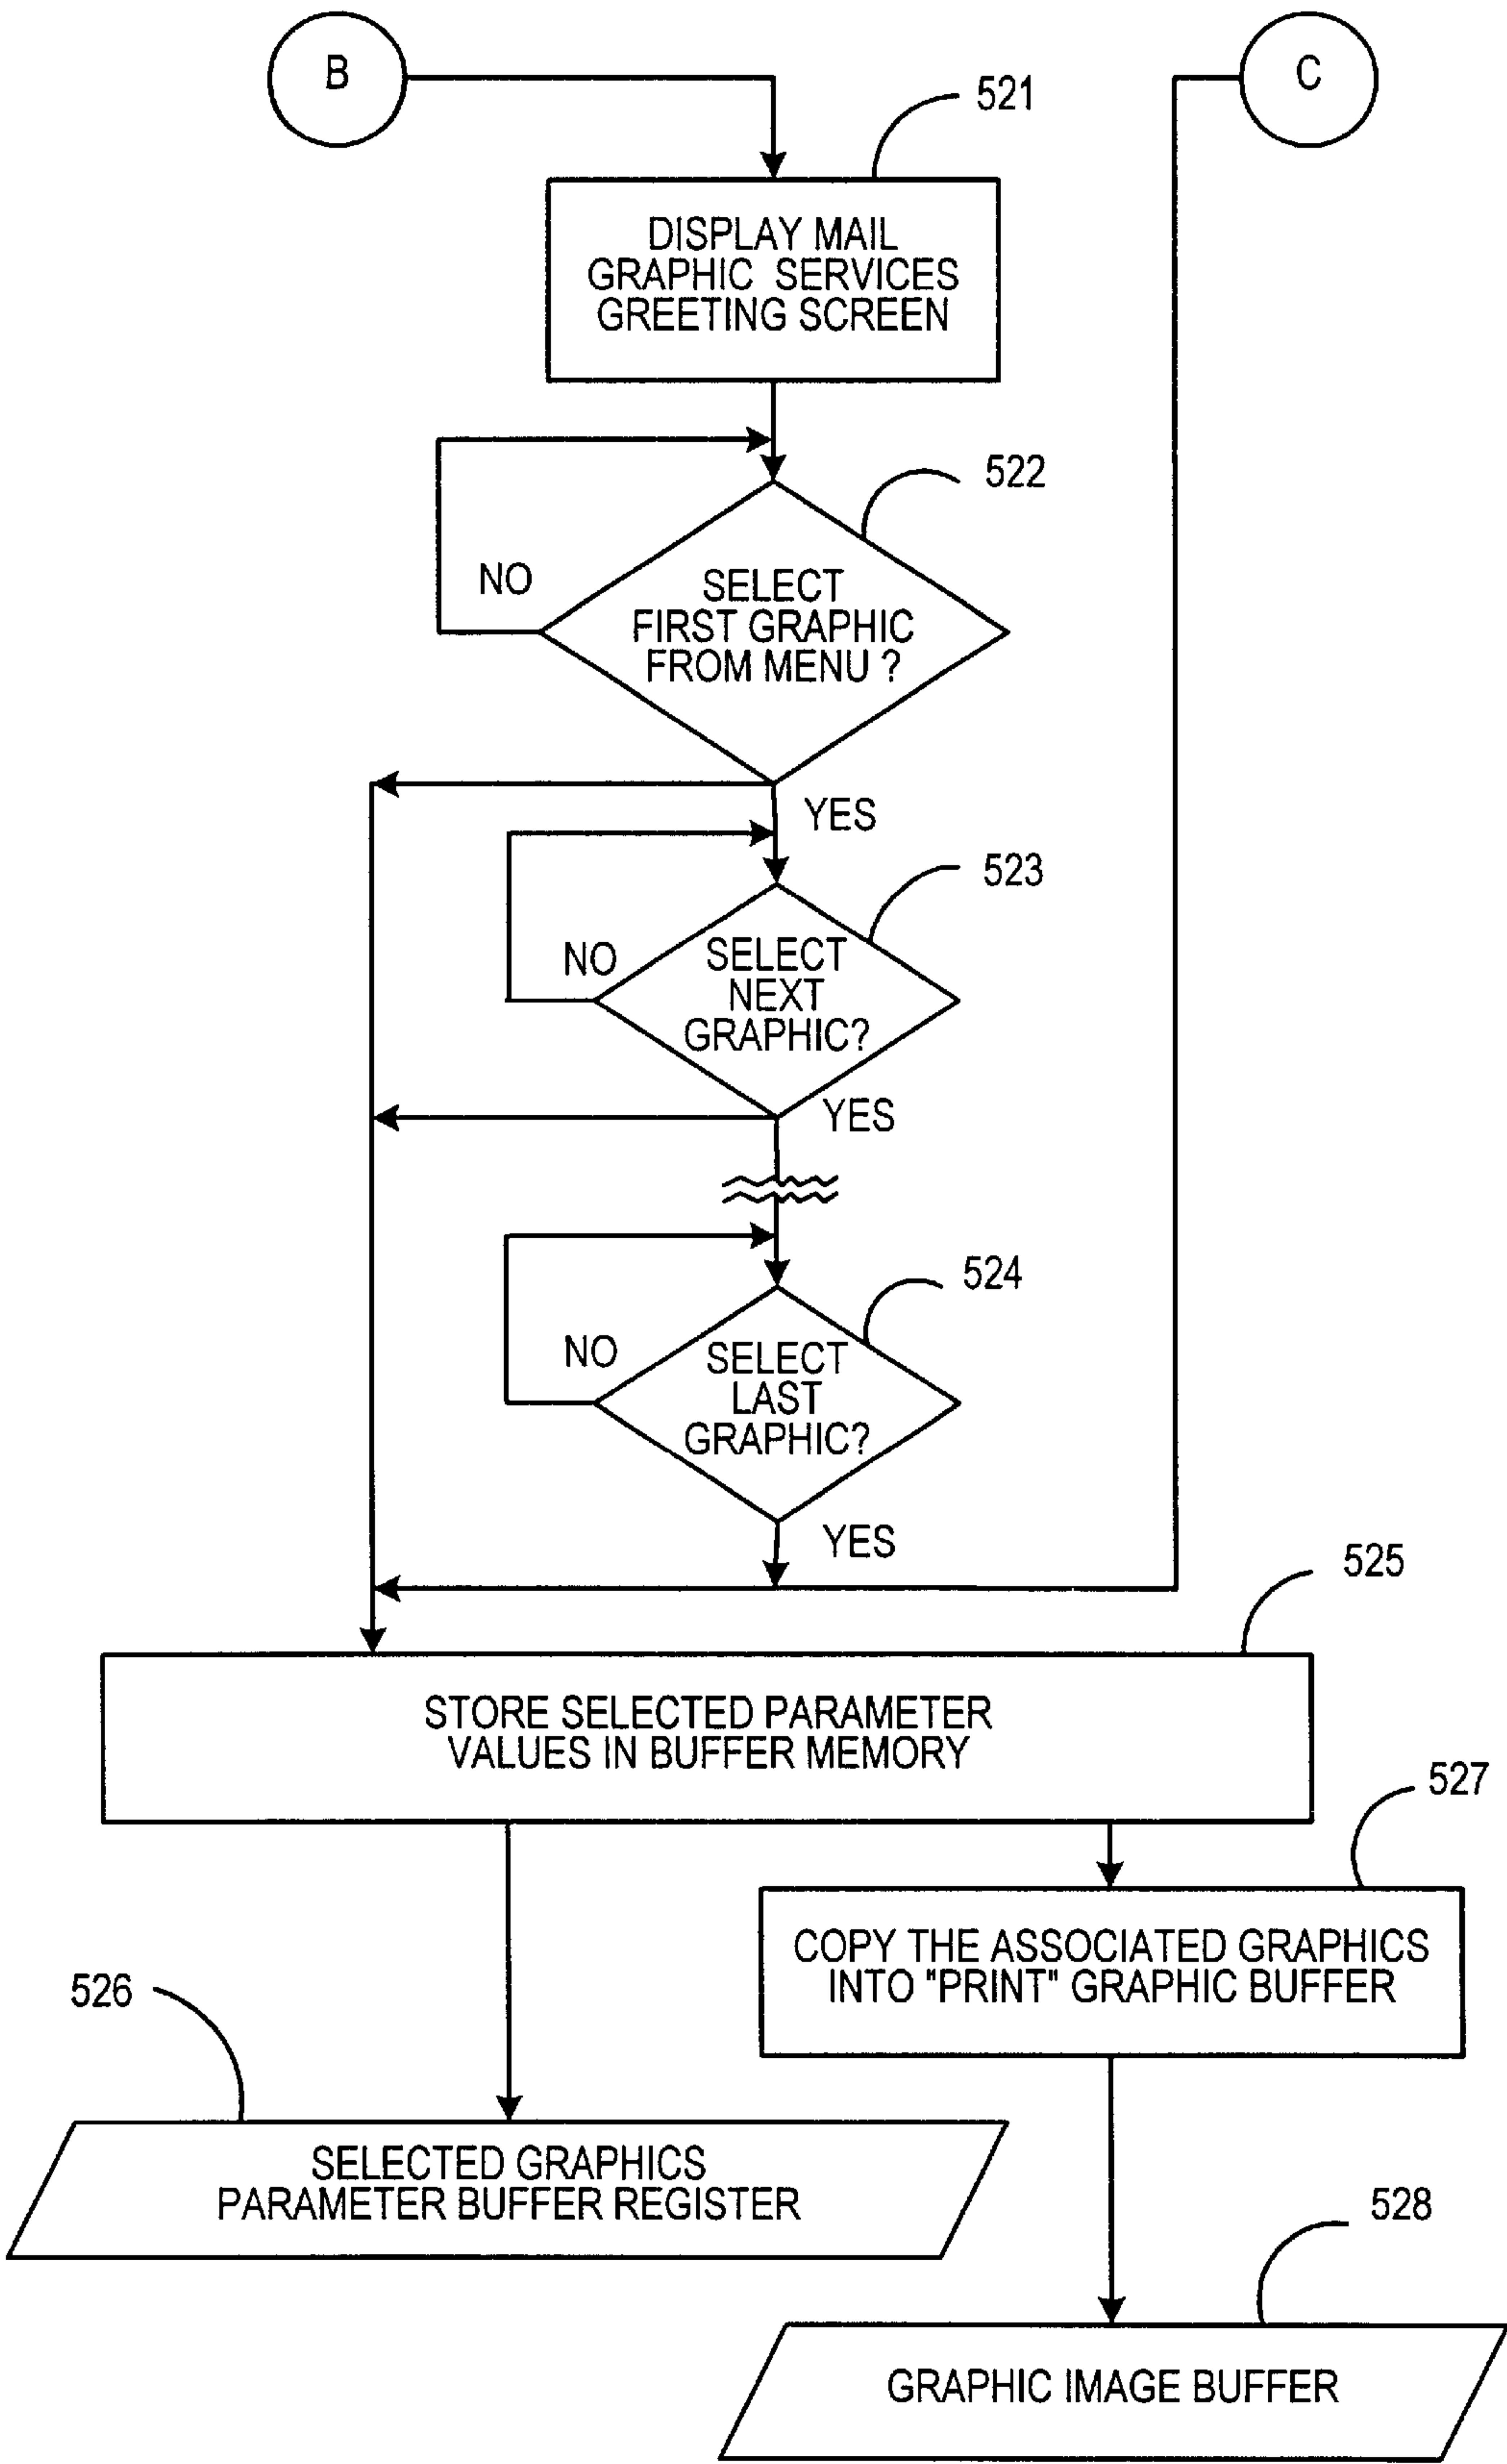 B
C
521
DISPLAY MAIL
GRAPHIC SERVICES
GREETING SCREEN
522
NO
SELECT
FIRST GRAPHIC
FROM MENU ?
YES
523
NO
SELECT
NEXT
GRAPHIC?
YES
524
NO
SELECT
LAST
GRAPHIC?
YES
525
STORE SELECTED PARAMETER
VALUES IN BUFFER MEMORY
527
COPY THE ASSOCIATED GRAPHICS
INTO "PRINT" GRAPHIC BUFFER
526
SELECTED GRAPHICS
PARAMETER BUFFER REGISTER
528
GRAPHIC IMAGE BUFFER